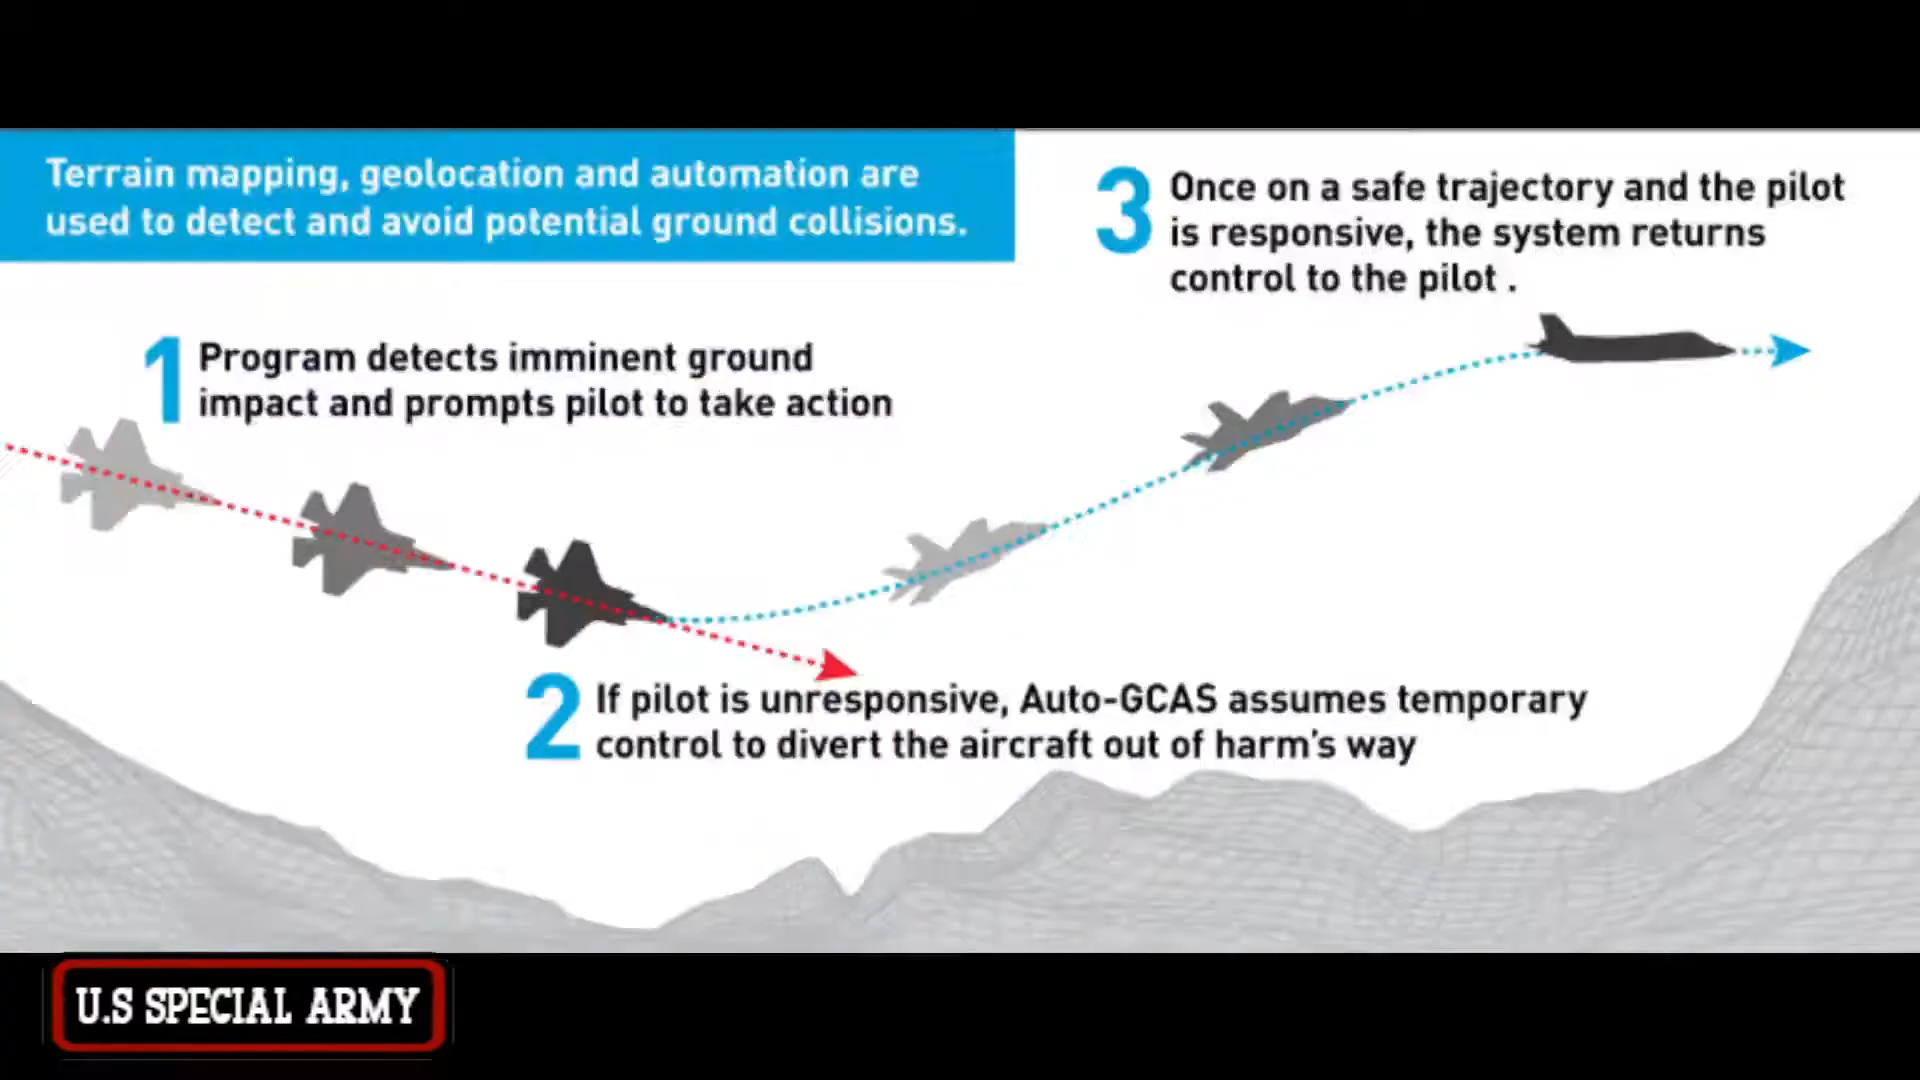 Terrain mapping, geolocation and automation are
used to detect and avoid potential ground collisions.
1 Program detects imminent ground
impact and prompts pilot to take action
2 If pilot is unresponsive, Auto-GCAS assumes temporary
control to divert the aircraft out of harm's way
3 Once on a safe trajectory and the pilot
is responsive, the system returns
control to the pilot .
U.S SPECIAL ARMY